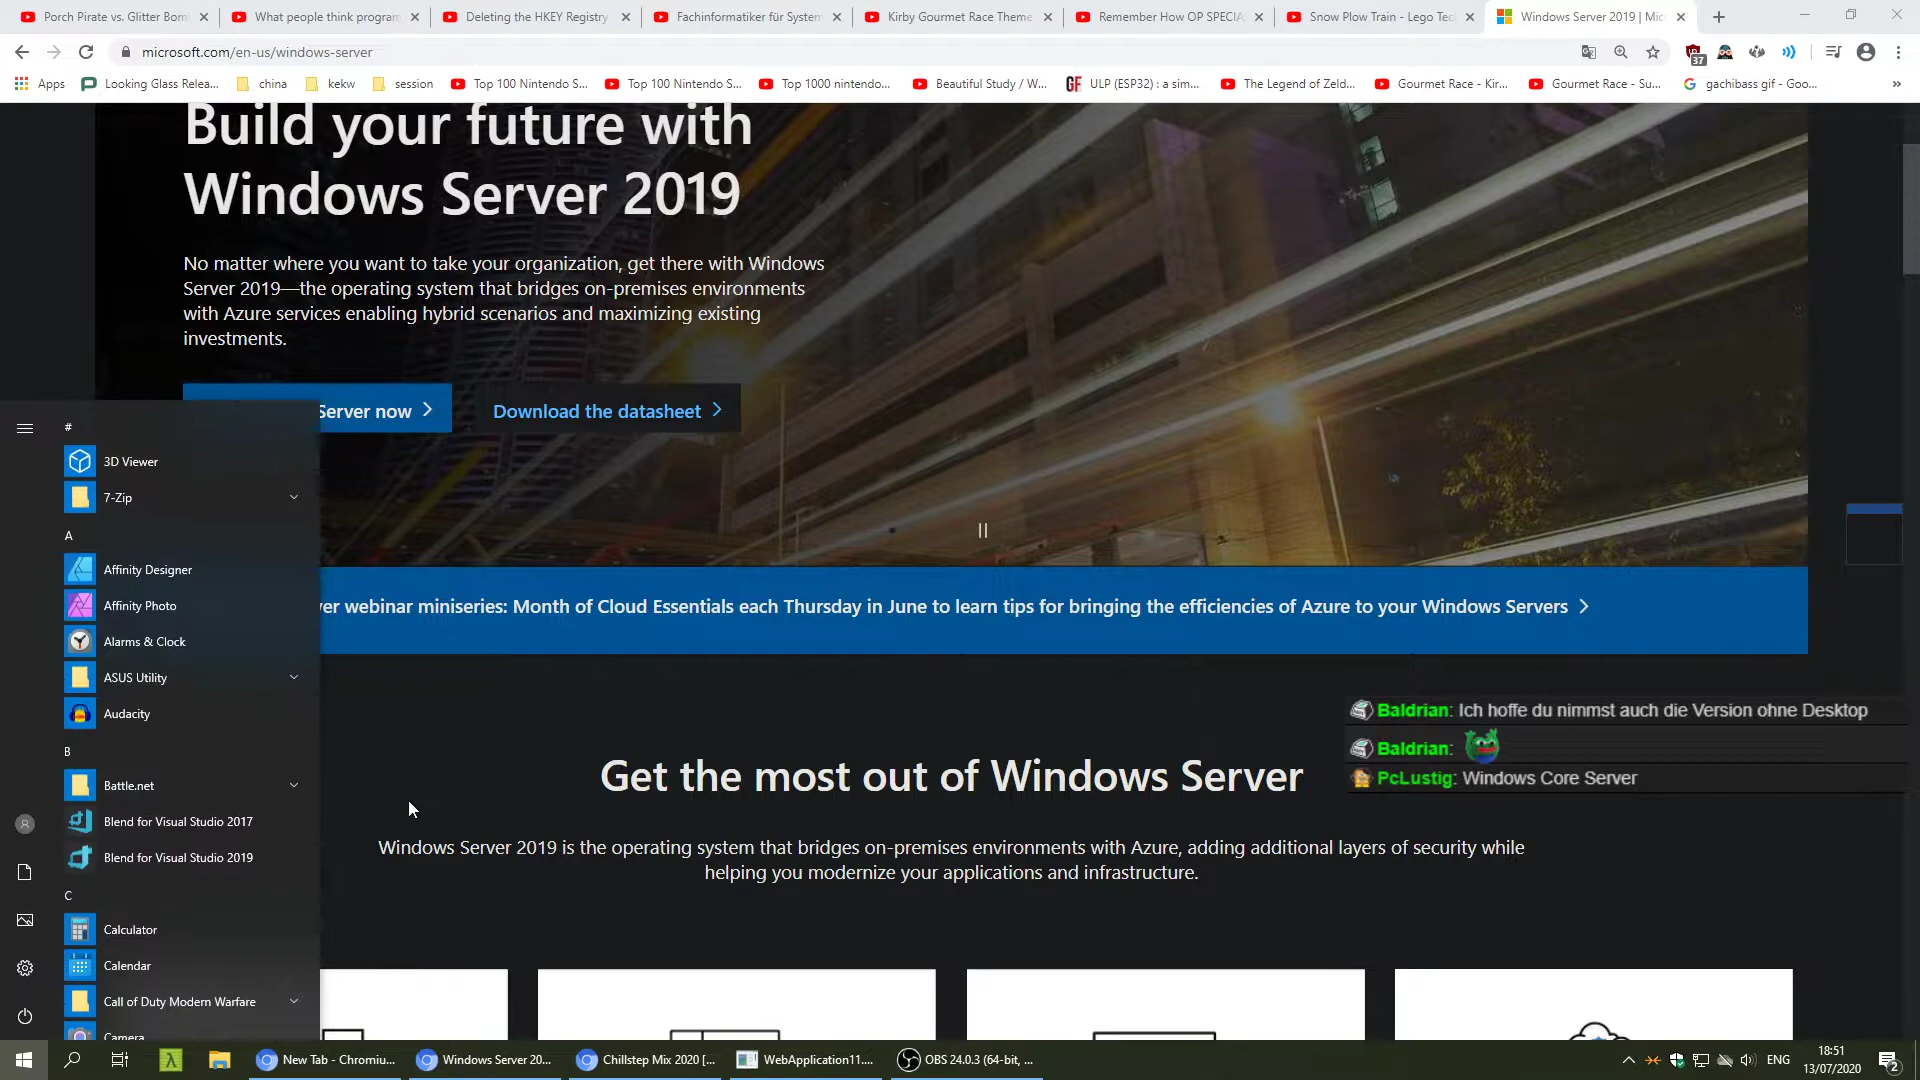 Porch Pirate vs. Glitter Bom
What people think program
Deleting the HKEY Registry
Fachinformatiker für System
Kirby Gourmet Race Theme
Remember How OP SPECIA
Snow Plow Train - Lego Tec
Windows Server 2019 | Mic
microsoft.com/en-us/windows-server
37
Apps
Looking Glass Relea...
china
kekw
session
Top 100 Nintendo S...
Top 100 Nintendo S...
Top 1000 nintendo...
Beautiful Study / W...
GF
ULP (ESP32) : a sim...
The Legend of Zeld...
Gourmet Race - Kir...
Gourmet Race - Su...
gachibass gif - Goo...
»
Build your future with
Windows Server 2019
No matter where you want to take your organization, get there with Windows
Server 2019—the operating system that bridges on-premises environments
with Azure services enabling hybrid scenarios and maximizing existing
investments.
Server now
Download the datasheet
ver webinar miniseries: Month of Cloud Essentials each Thursday in June to learn tips for bringing the efficiencies of Azure to your Windows Servers
Get the most out of Windows Server
Windows Server 2019 is the operating system that bridges on-premises environments with Azure, adding additional layers of security while
helping you modernize your applications and infrastructure.
Baldrian: Ich hoffe du nimmst auch die Version ohne Desktop
Baldrian:
PcLustig: Windows Core Server
#
3D Viewer
7-Zip
A
Affinity Designer
Affinity Photo
Alarms & Clock
ASUS Utility
Audacity
B
Battle.net
Blend for Visual Studio 2017
Blend for Visual Studio 2019
C
Calculator
Calendar
Call of Duty Modern Warfare
Camera
λ
New Tab - Chromiu...
Windows Server 20...
Chillstep Mix 2020 [...
WebApplication11....
OBS 24.0.3 (64-bit, ...
ENG
18:51
13/07/2020
2